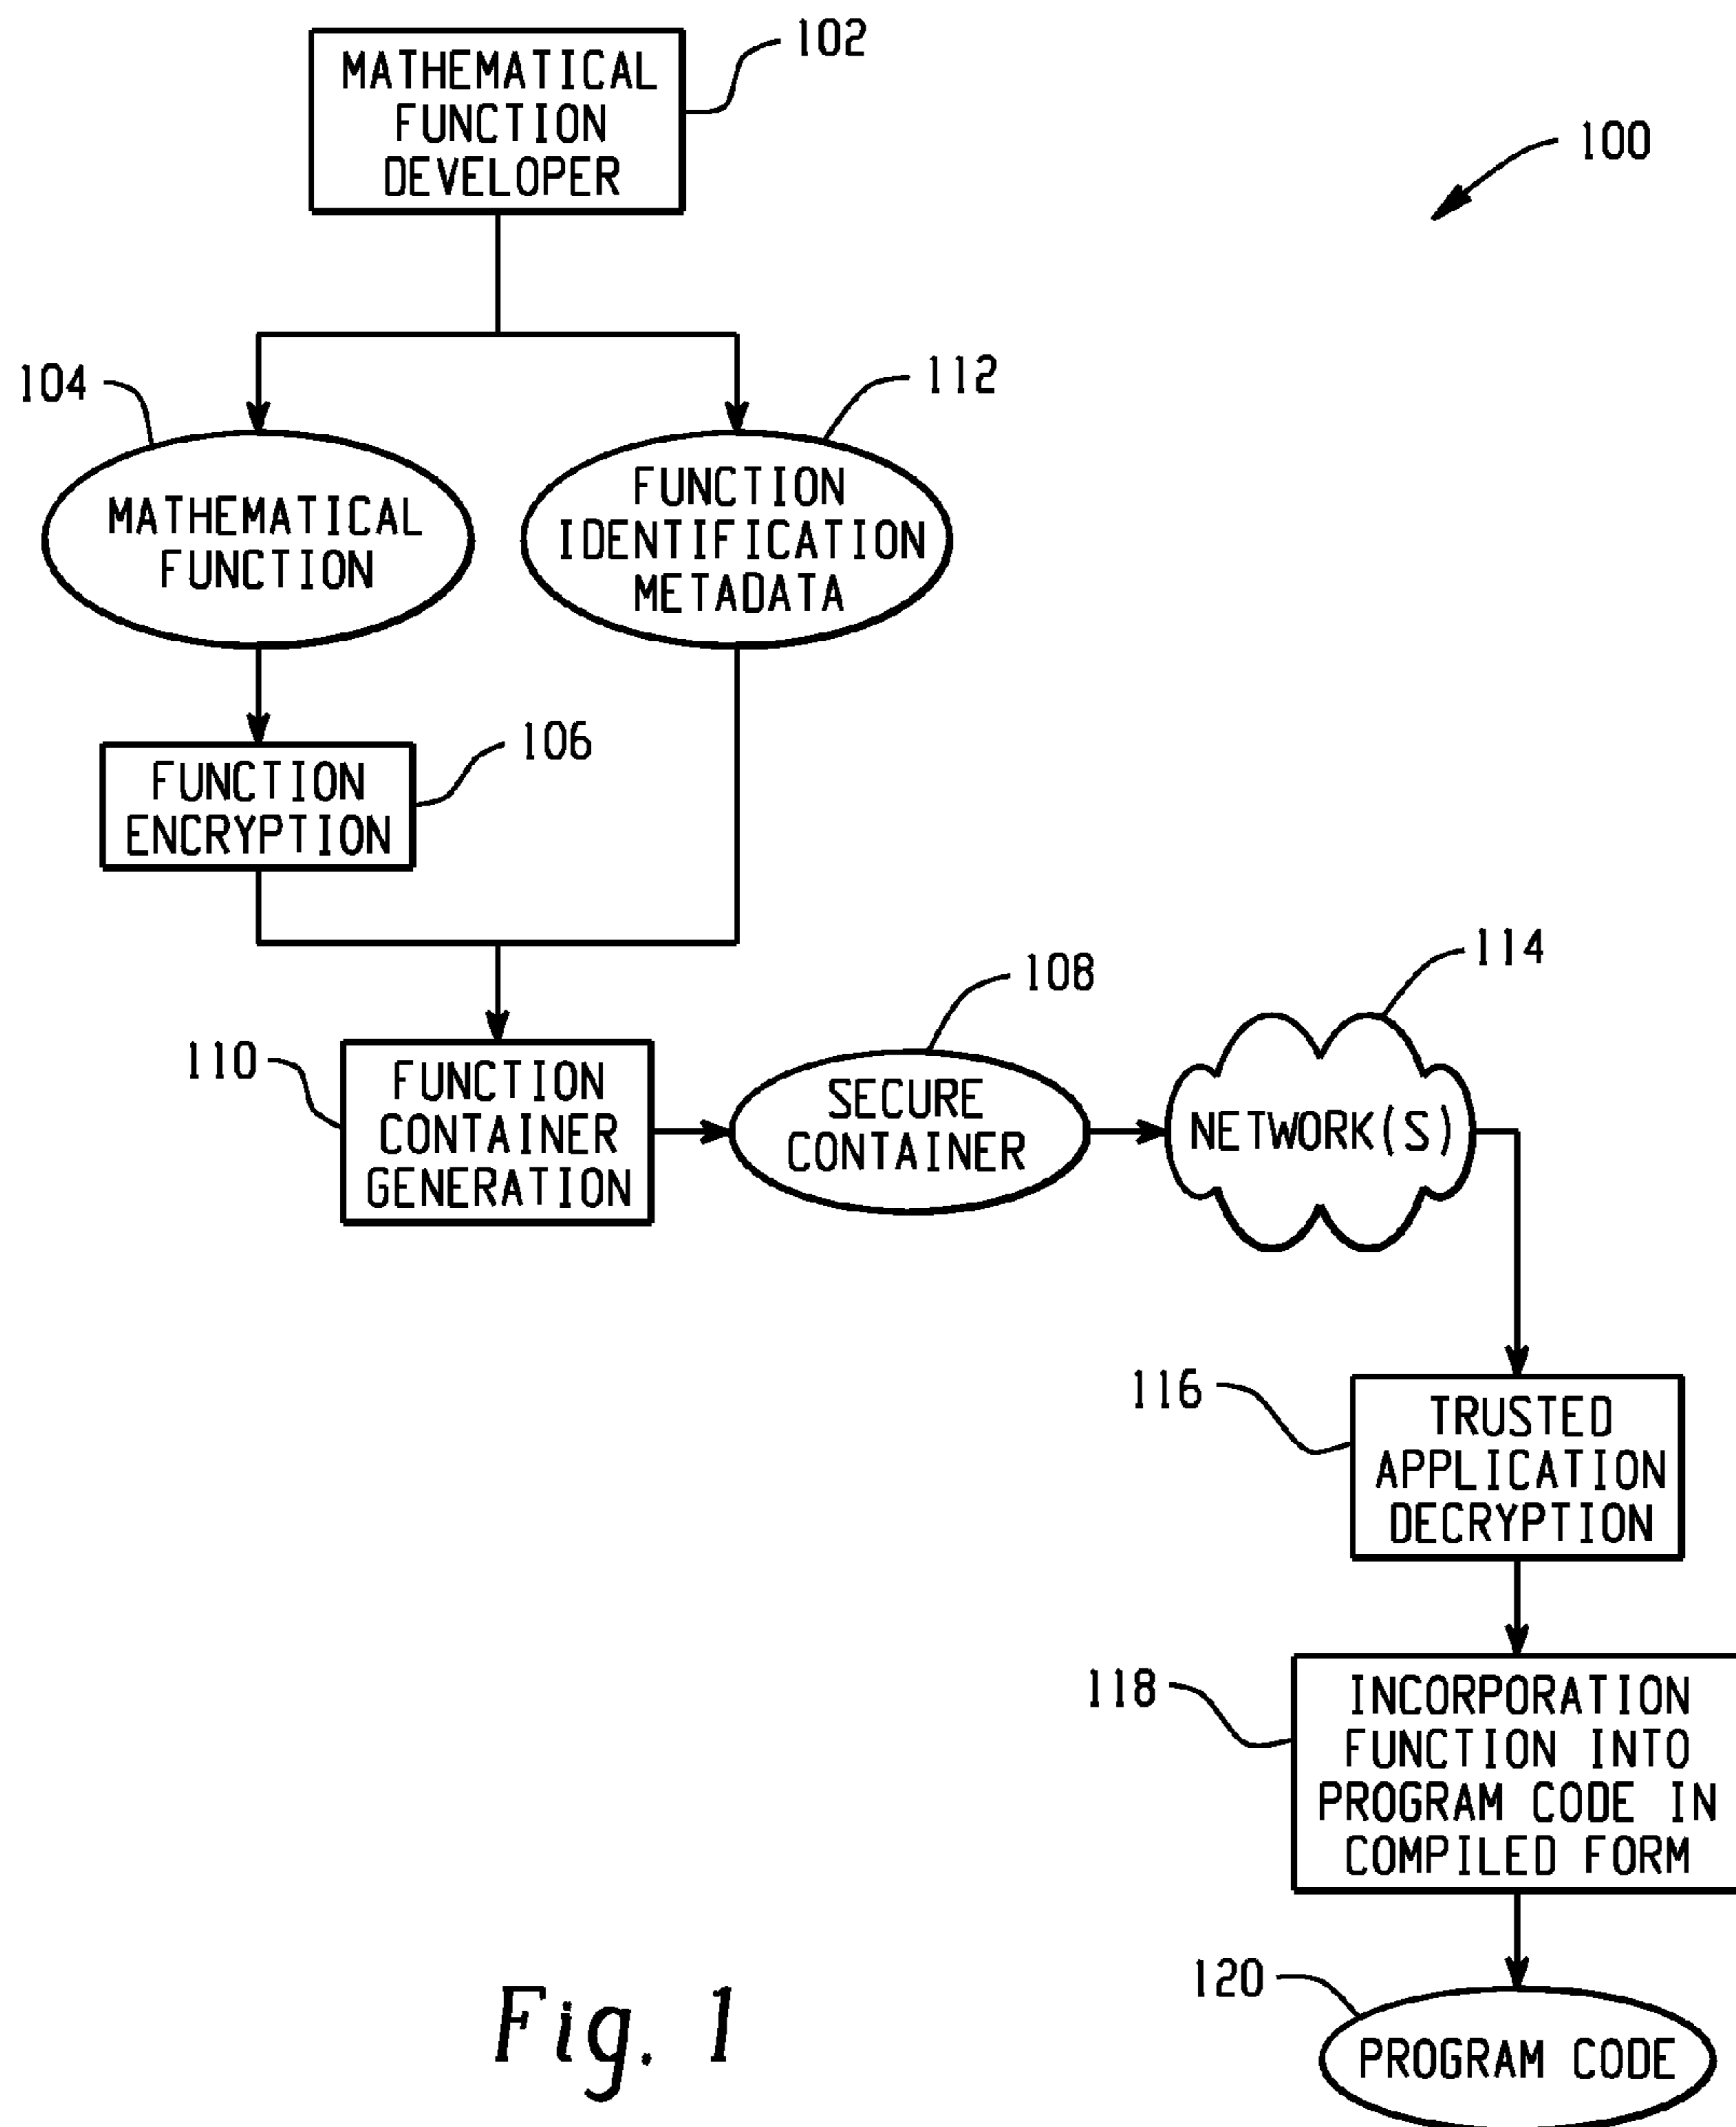 102
MATHEMATICAL
FUNCTION
DEVELOPER
100
104
112
MATHEMATICAL
FUNCTION
FUNCTION
IDENTIFICATION
METADATA
106
FUNCTION
ENCRYPTION
110
FUNCTION
CONTAINER
GENERATION
108
SECURE
CONTAINER
114
NETWORK(S)
116
TRUSTED
APPLICATION
DECRYPTION
118
INCORPORATION
FUNCTION INTO
PROGRAM CODE IN
COMPILED FORM
120
PROGRAM CODE
Fig. 1